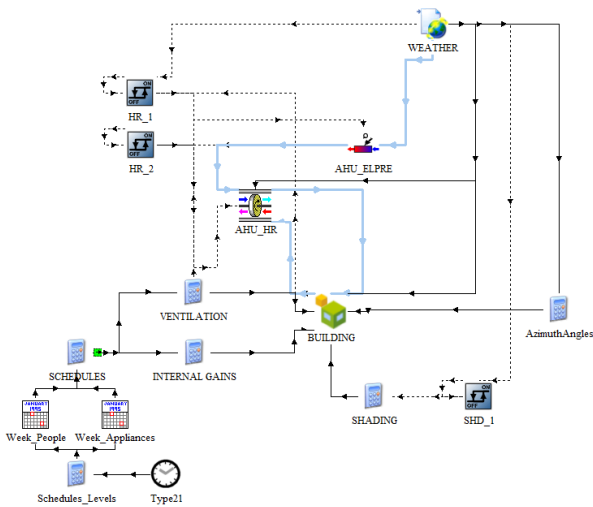 WEATHER
ON
OFF
HR_1
ON
OFF
HR_2
AHU_ELPRE
AHU_HR
VENTILATION
BUILDING
AzimuthAngles
SCHEDULES
INTERNAL GAINS
JANUARY
1995
JANUARY
1995
ON
OFF
Week_People
Week_Appliances
SHADING
SHD_1
Schedules_Levels
Type21